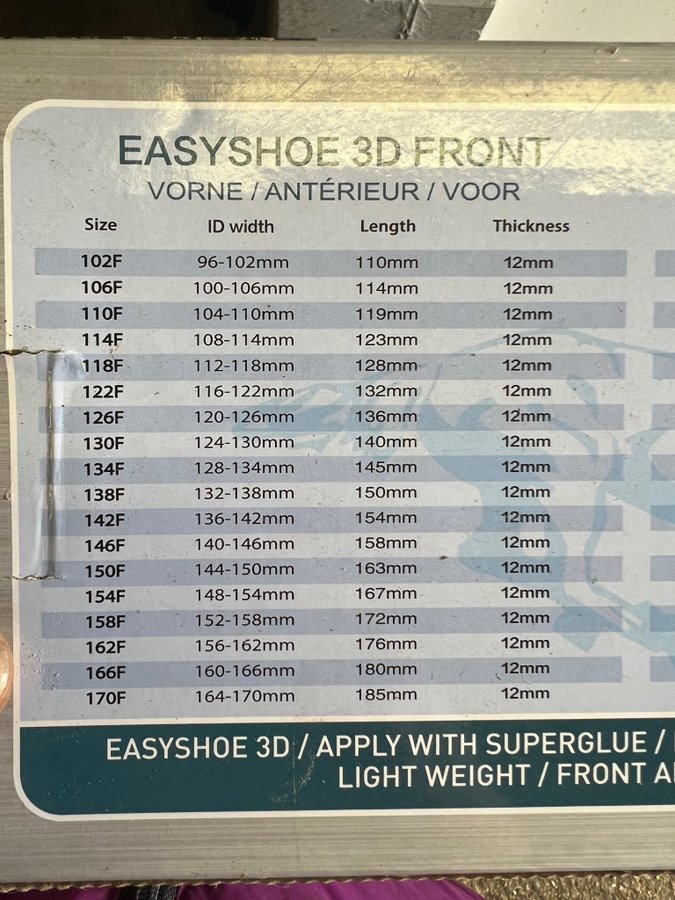 EASYSHOE 3D FRONT
VORNE / ANTÉRIEUR / VOOR
Size ID width Length Thickness
102F 96-102mm 110mm 12mm
106F 100-106mm 114mm 12mm
110F 104-110mm 119mm 12mm
114F 108-114mm 123mm 12mm
118F 112-118mm 128mm 12mm
122F 116-122mm 132mm 12mm
126F 120-126mm 136mm 12mm
130F 124-130mm 140mm 12mm
134F 128-134mm 145mm 12mm
138F 132-138mm 150mm 12mm
142F 136-142mm 154mm 12mm
146F 140-146mm 158mm 12mm
150F 144-150mm 163mm 12mm
154F 148-154mm 167mm 12mm
158F 152-158mm 172mm 12mm
162F 156-162mm 176mm 12mm
166F 160-166mm 180mm 12mm
170F 164-170mm 185mm 12mm
EASYSHOE 3D / APPLY WITH SUPERGLUE /
LIGHT WEIGHT / FRONT